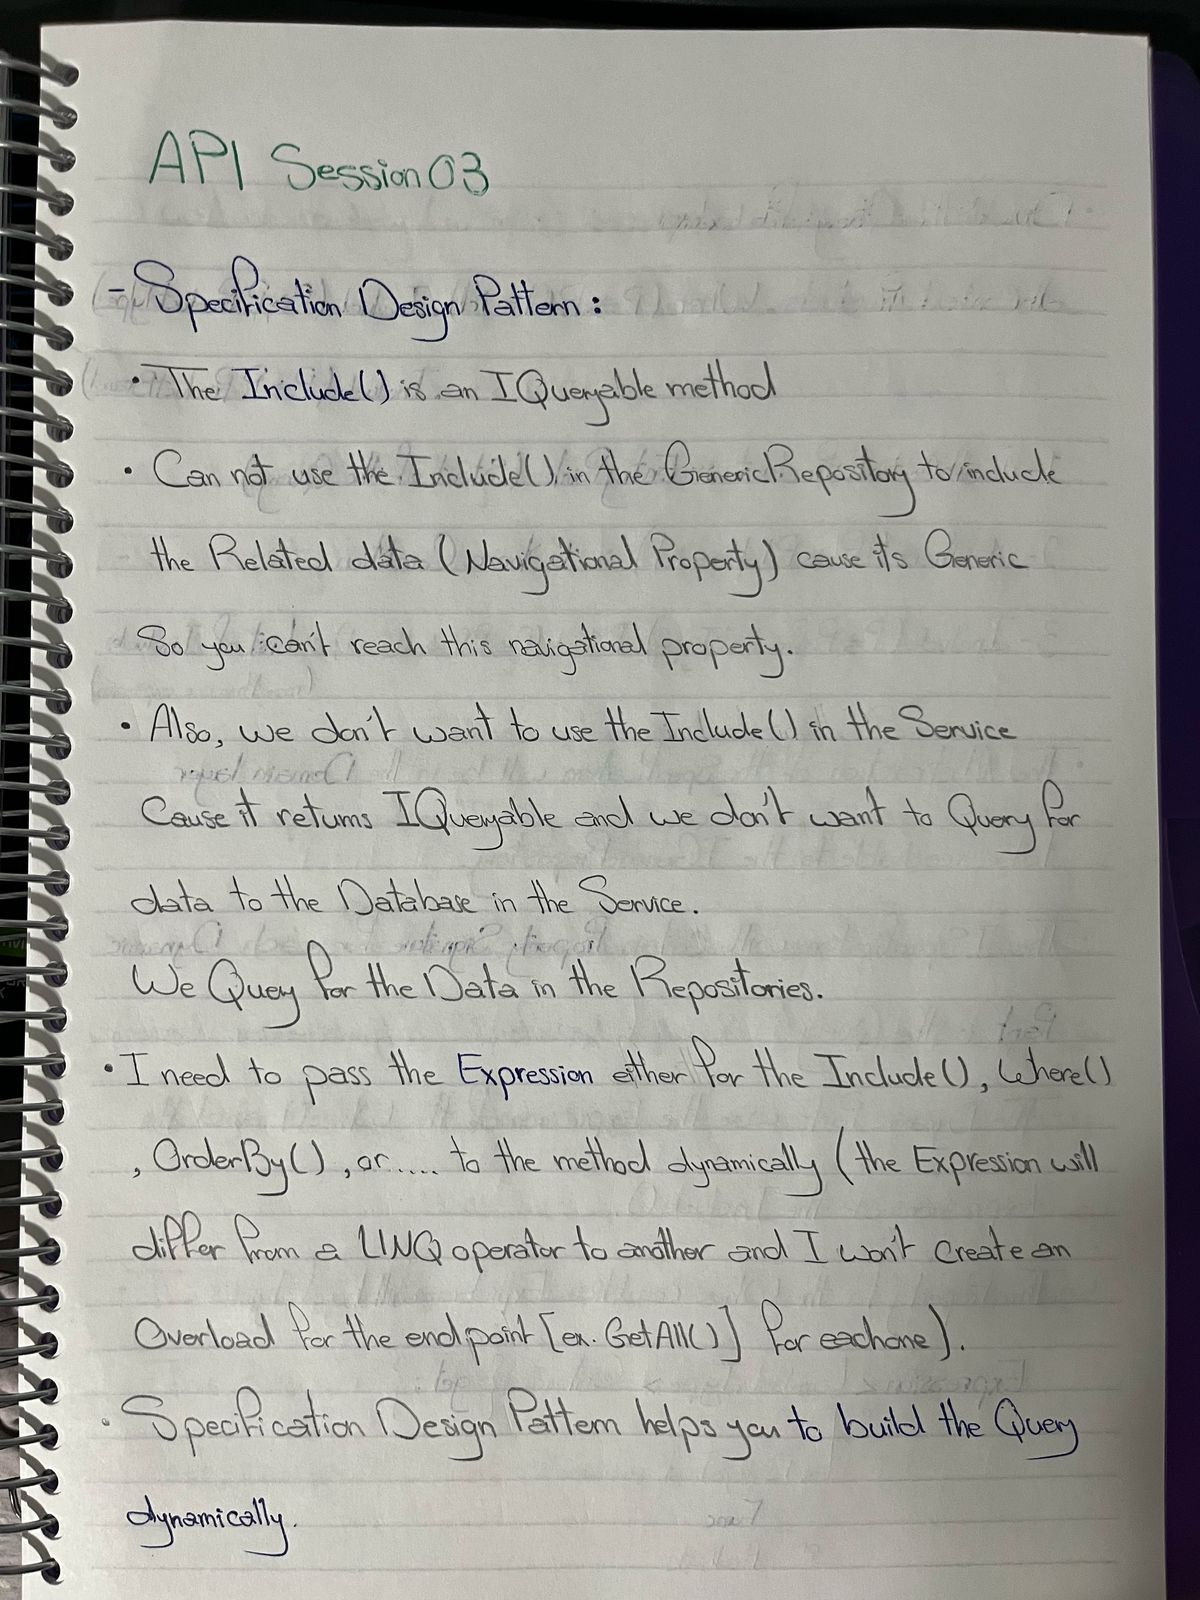 API Session 03
- Specification Design Pattern :
• The Include() is an IQueryable method
• Can not use the Include() in the GenericRepository to include
the Related data (Navigational Property) cause its Generic
So you can't reach this navigational property.
• Also, we don't want to use the Include() in the Service
Cause it returns IQueryable and we don't want to Query for
data to the Database in the Service.
We Query for the Data in the Repositories.
• I need to pass the Expression either for the Include(), Where()
, OrderBy(), or.... to the method dynamically (the Expression will
differ from a LINQ operator to another and I won't create an
Overload for the endpoint [ex. GetAll()] for eachone).
• Specification Design Pattern helps you to build the Query
dynamically.